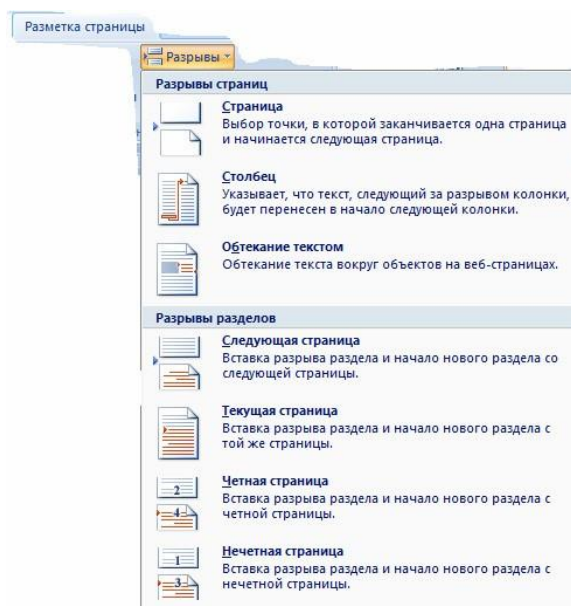 Разметка страницы
Разрывы
Разрывы страниц
Страница
Выбор точки, в которой заканчивается одна страница
и начинается следующая страница.
Столбец
Указывает, что текст, следующий за разрывом колонки,
будет перенесен в начало следующей колонки.
Обтекание текстом
Обтекание текста вокруг объектов на веб-страницах.
Разрывы разделов
Следующая страница
Вставка разрыва раздела и начало нового раздела со
следующей страницы.
Текущая страница
Вставка разрыва раздела и начало нового раздела с
той же страницы.
2
4
Четная страница
Вставка разрыва раздела и начало нового раздела с
четной страницы.
1
3
Нечетная страница
Вставка разрыва раздела и начало нового раздела с
нечетной страницы.